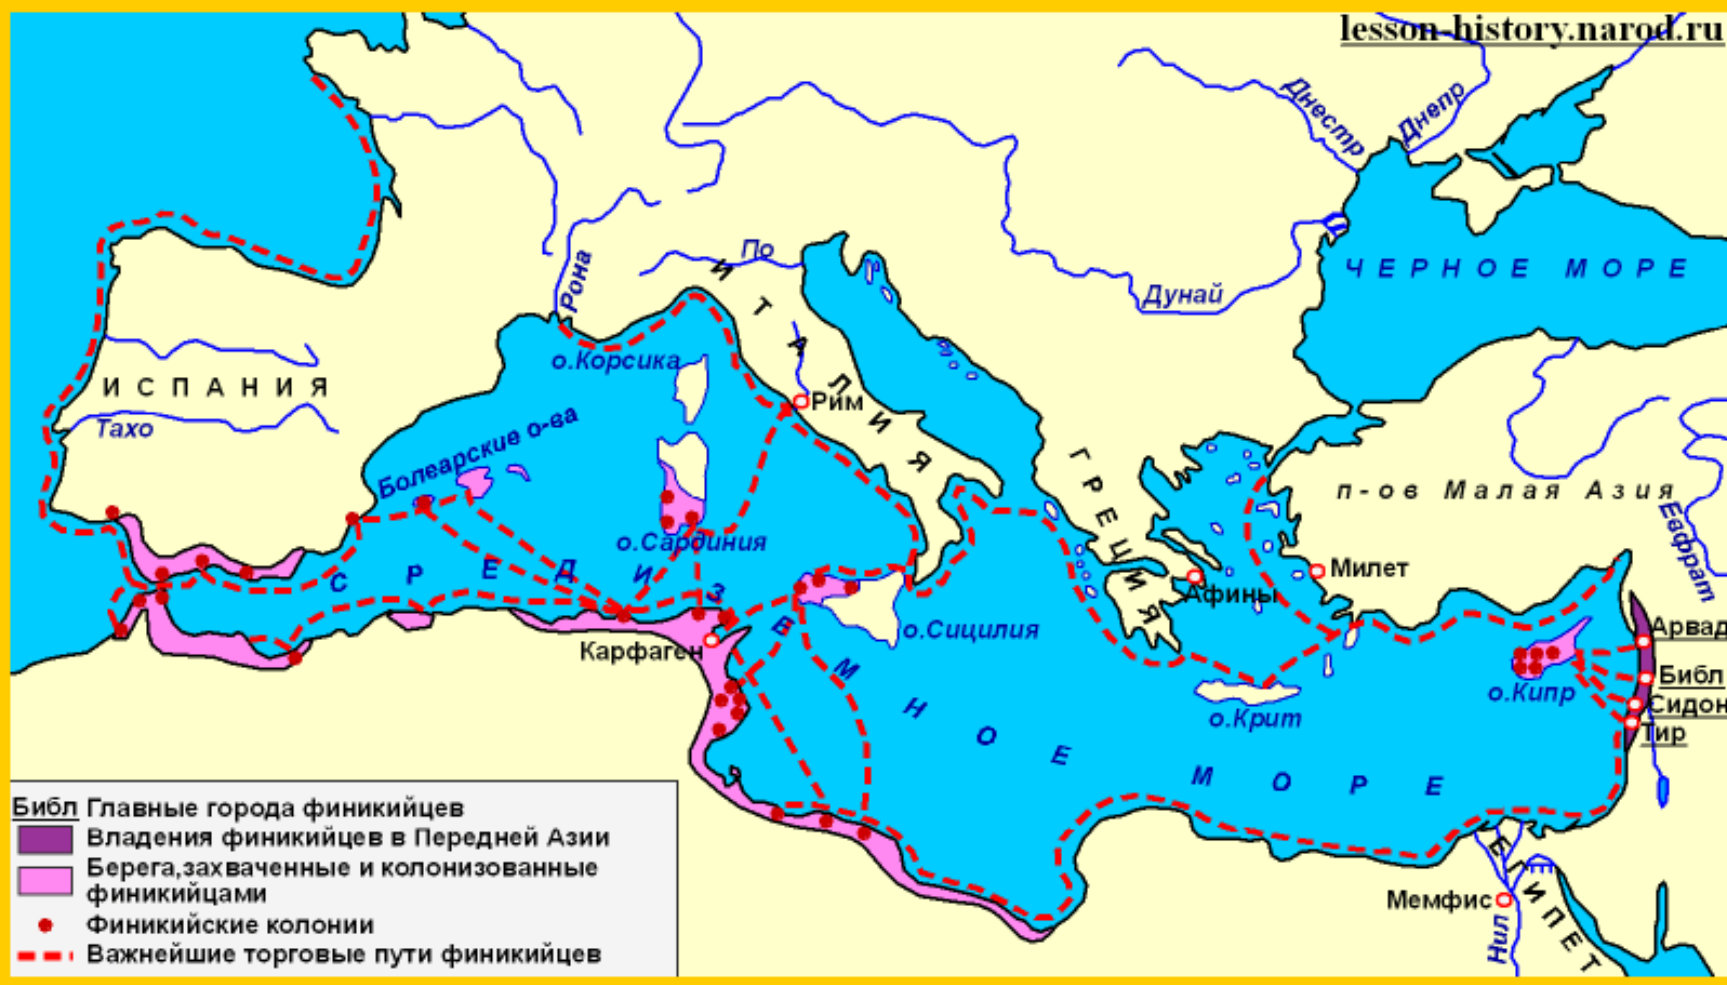 lesson-history.narod.ru
Днестр
Днепр
ЧЕРНОЕ МОРЕ
Дунай
По
Рона
ИТАЛИЯ
о.Корсика
ИСПАНИЯ
Тахо
Рим
Болеарские о-ва
о.Сардиния
ГРЕЦИЯ
п-ов Малая Азия
Евфрат
Милет
Афины
СРЕДИЗЕМНОЕ МОРЕ
о.Сицилия
Карфаген
Арвад
Библ
Сидон
Тир
о.Кипр
о.Крит
Мемфис
Нил
ЕГИПЕТ
Библ Главные города финикийцев
Владения финикийцев в Передней Азии
Берега,захваченные и колонизованные
финикийцами
Финикийские колонии
Важнейшие торговые пути финикийцев